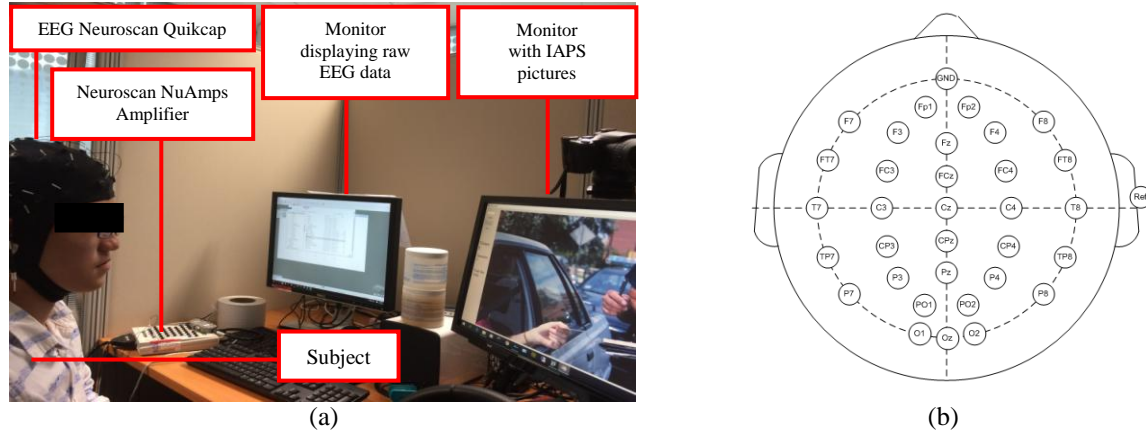 EEG Neuroscan Quikcap
Neuroscan NuAmps
Amplifier
Monitor
displaying raw
EEG data
Monitor
with IAPS
pictures
Subject
(a)
GND
Fp1
Fp2
F7
F3
F4
F8
Fz
FT7
FC3
FCz
FC4
FT8
Ref
T7
C3
Cz
C4
T8
TP7
CP3
CPz
CP4
TP8
P7
P3
Pz
P4
P8
PO1
PO2
O1
Oz
O2
(b)